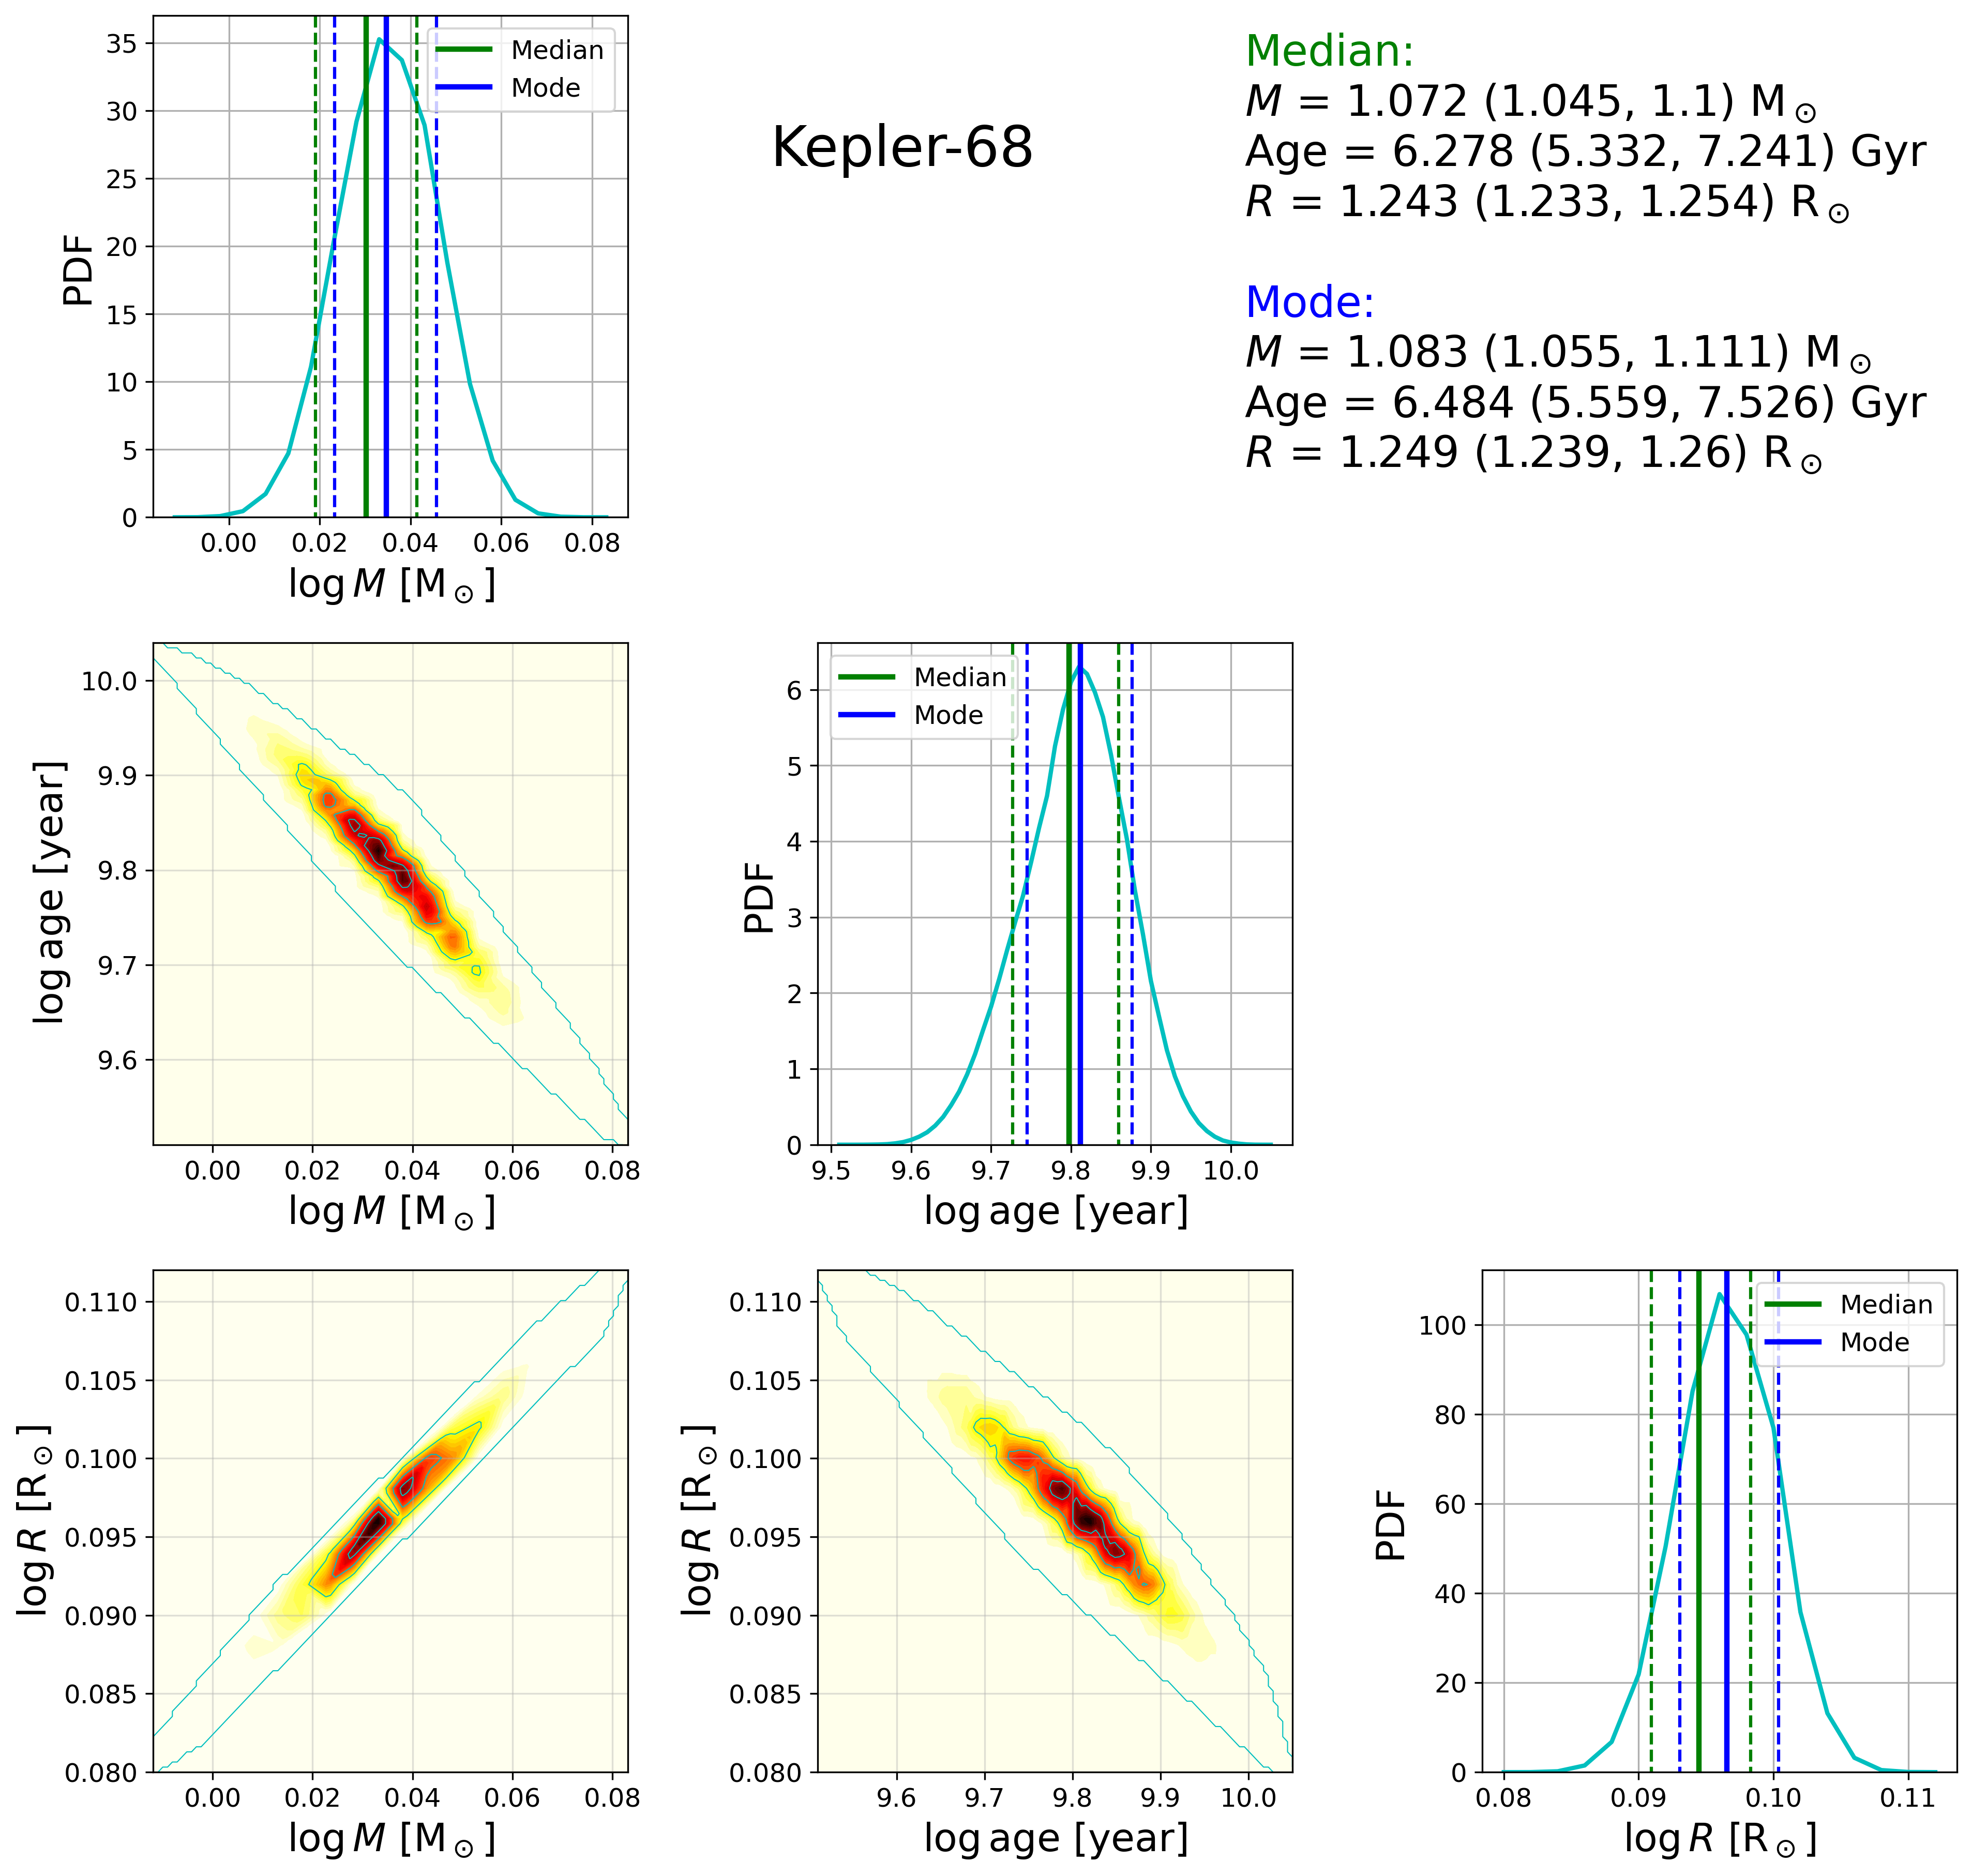 35
30
25
20
15
10
5
0
PDF
Median
Mode
0.00 0.02 0.04 0.06 0.08
log M [M⊙]
Kepler-68
Median:
M = 1.072 (1.045, 1.1) M⊙
Age = 6.278 (5.332, 7.241) Gyr
R = 1.243 (1.233, 1.254) R⊙
Mode:
M = 1.083 (1.055, 1.111) M⊙
Age = 6.484 (5.559, 7.526) Gyr
R = 1.249 (1.239, 1.26) R⊙
10.0
9.9
9.8
9.7
9.6
log age [year]
0.00 0.02 0.04 0.06 0.08
log M [M⊙]
6
5
4
3
2
1
0
PDF
Median
Mode
9.5 9.6 9.7 9.8 9.9 10.0
log age [year]
0.110
0.105
0.100
0.095
0.090
0.085
0.080
log R [R⊙]
0.00 0.02 0.04 0.06 0.08
log M [M⊙]
0.110
0.105
0.100
0.095
0.090
0.085
0.080
log R [R⊙]
9.6 9.7 9.8 9.9 10.0
log age [year]
100
80
60
40
20
0
PDF
Median
Mode
0.08 0.09 0.10 0.11
log R [R⊙]